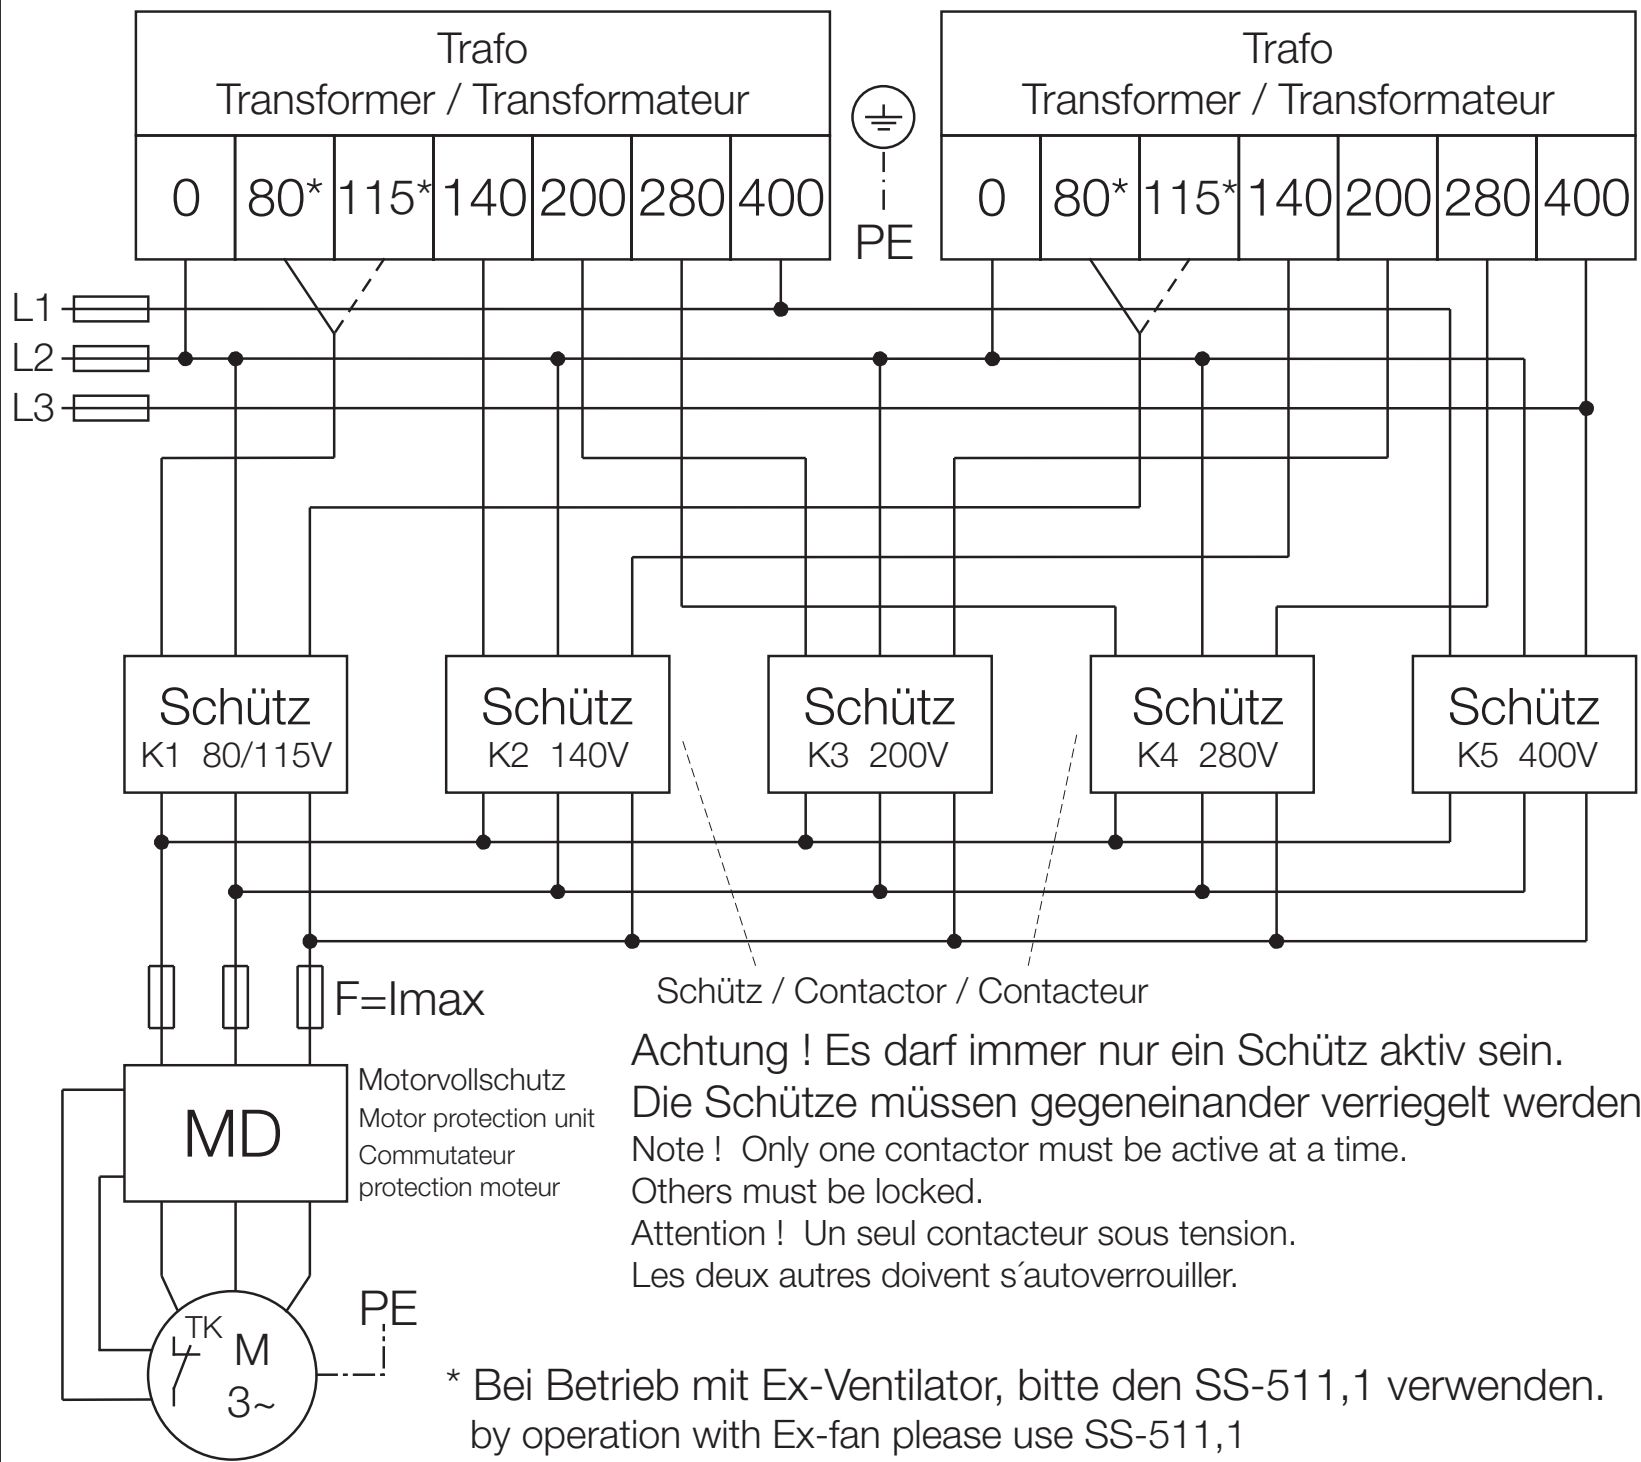 Trafo
Transformer / Transformateur
0 80* 115* 140 200 280 400
PE
Trafo
Transformer / Transformateur
0 80* 115* 140 200 280 400
L1
L2
L3
Schütz
K1 80/115V
Schütz
K2 140V
Schütz
K3 200V
Schütz
K4 280V
Schütz
K5 400V
F=Imax
Schütz / Contactor / Contacteur
MD
Motorvollschutz
Motor protection unit
Commutateur
protection moteur
Achtung ! Es darf immer nur ein Schütz aktiv sein.
Die Schütze müssen gegeneinander verriegelt werden
Note ! Only one contactor must be active at a time.
Others must be locked.
Attention ! Un seul contacteur sous tension.
Les deux autres doivent s´autoverrouiller.
TK
M
3~
PE
* Bei Betrieb mit Ex-Ventilator, bitte den SS-511,1 verwenden.
by operation with Ex-fan please use SS-511,1